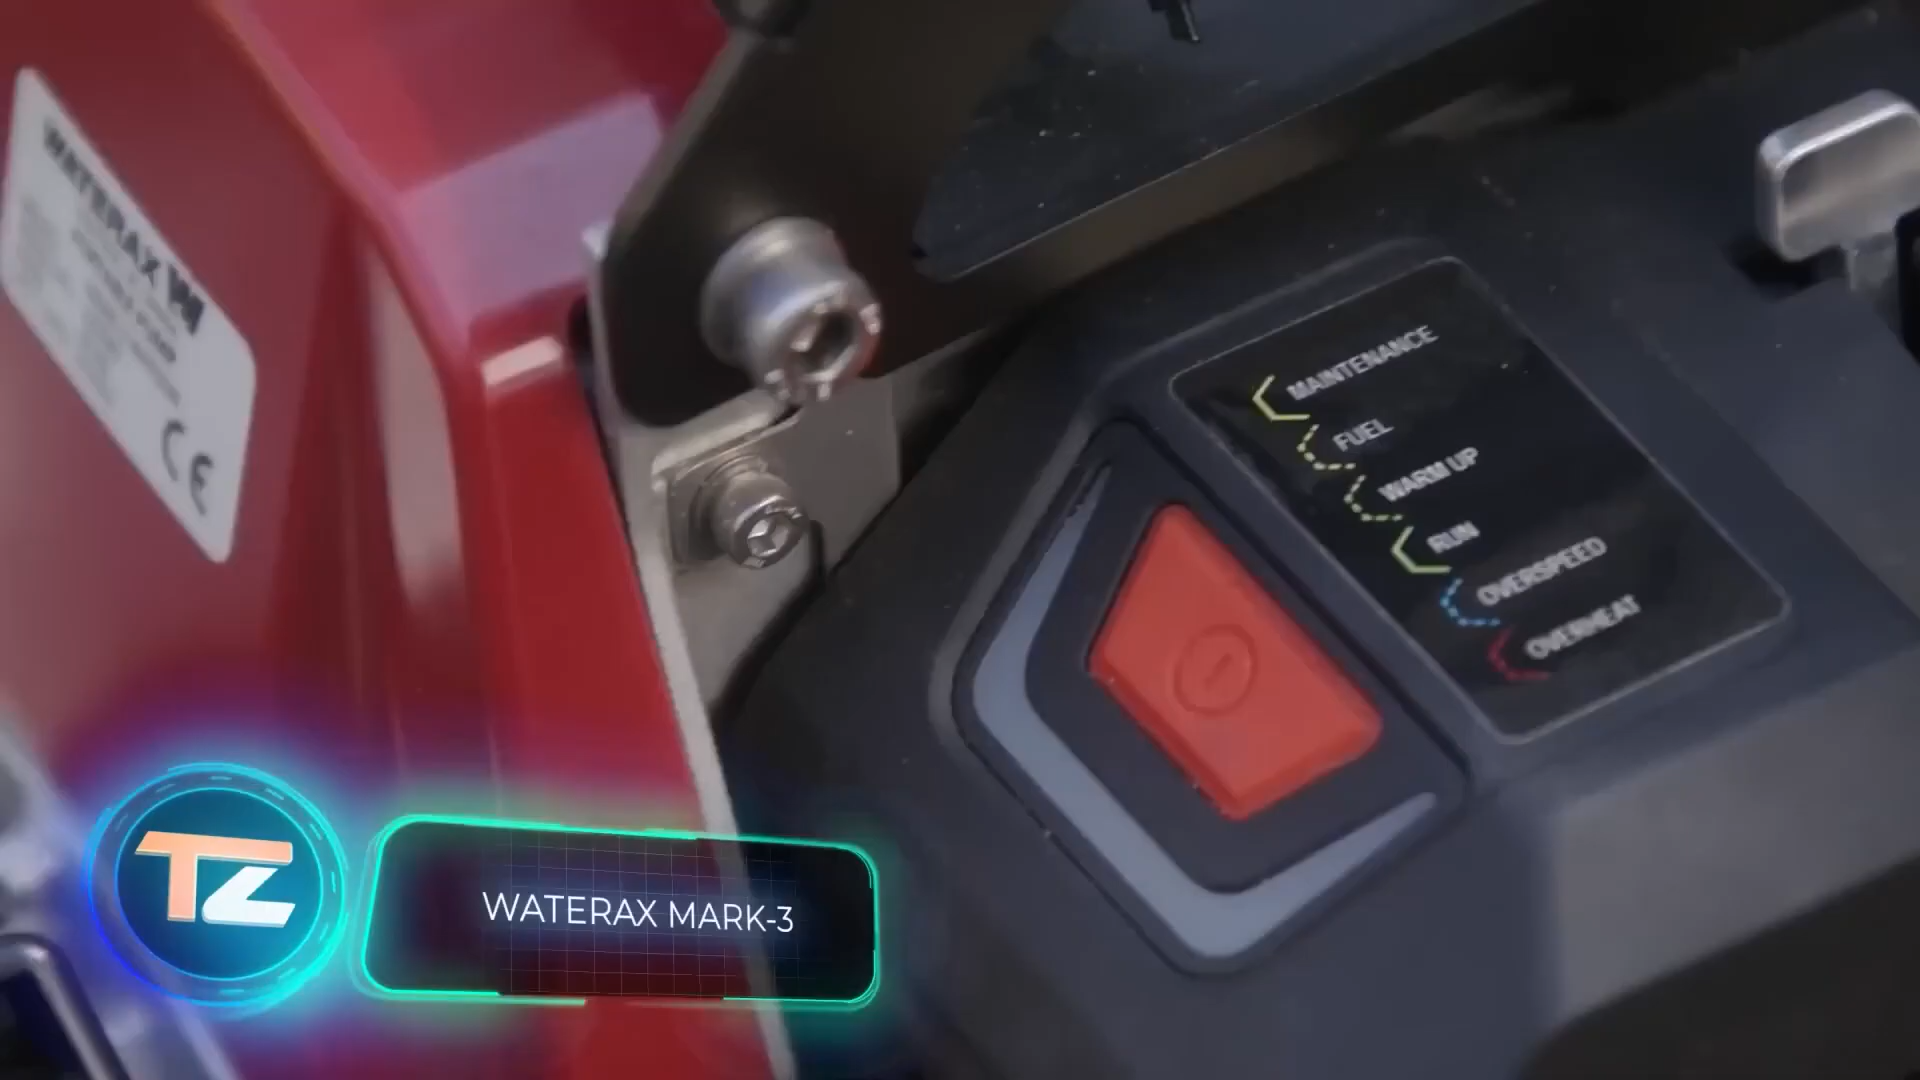 WATERAX W
CE
MAINTENANCE
FUEL
WARM UP
RUN
OVERSPEED
OVERHEAT
TZ
WATERAX MARK-3